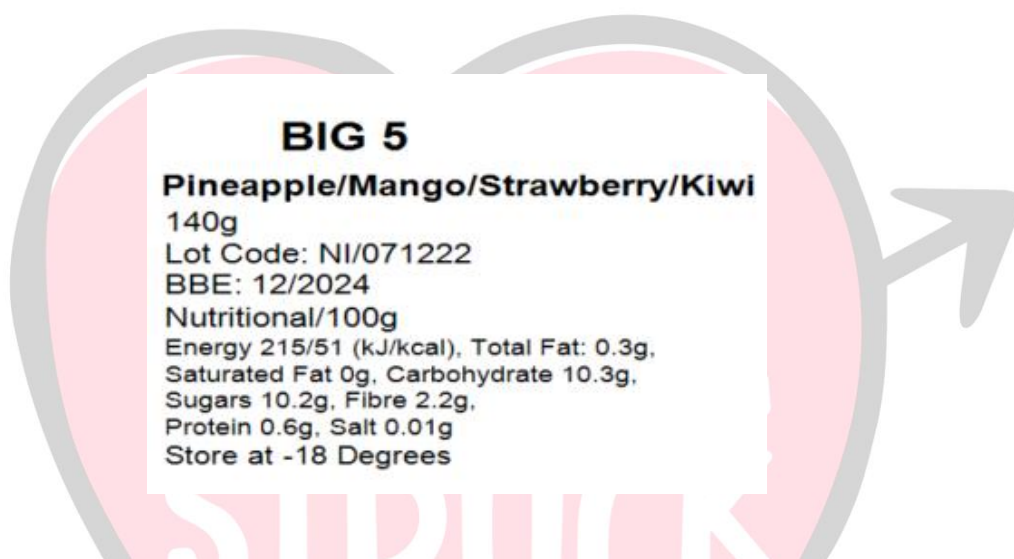 BIG 5
Pineapple/Mango/Strawberry/Kiwi
140g
Lot Code: NI/071222
BBE: 12/2024
Nutritional/100g
Energy 215/51 (kJ/kcal), Total Fat: 0.3g,
Saturated Fat 0g, Carbohydrate 10.3g,
Sugars 10.2g, Fibre 2.2g,
Protein 0.6g, Salt 0.01g
Store at -18 Degrees
STRUCK